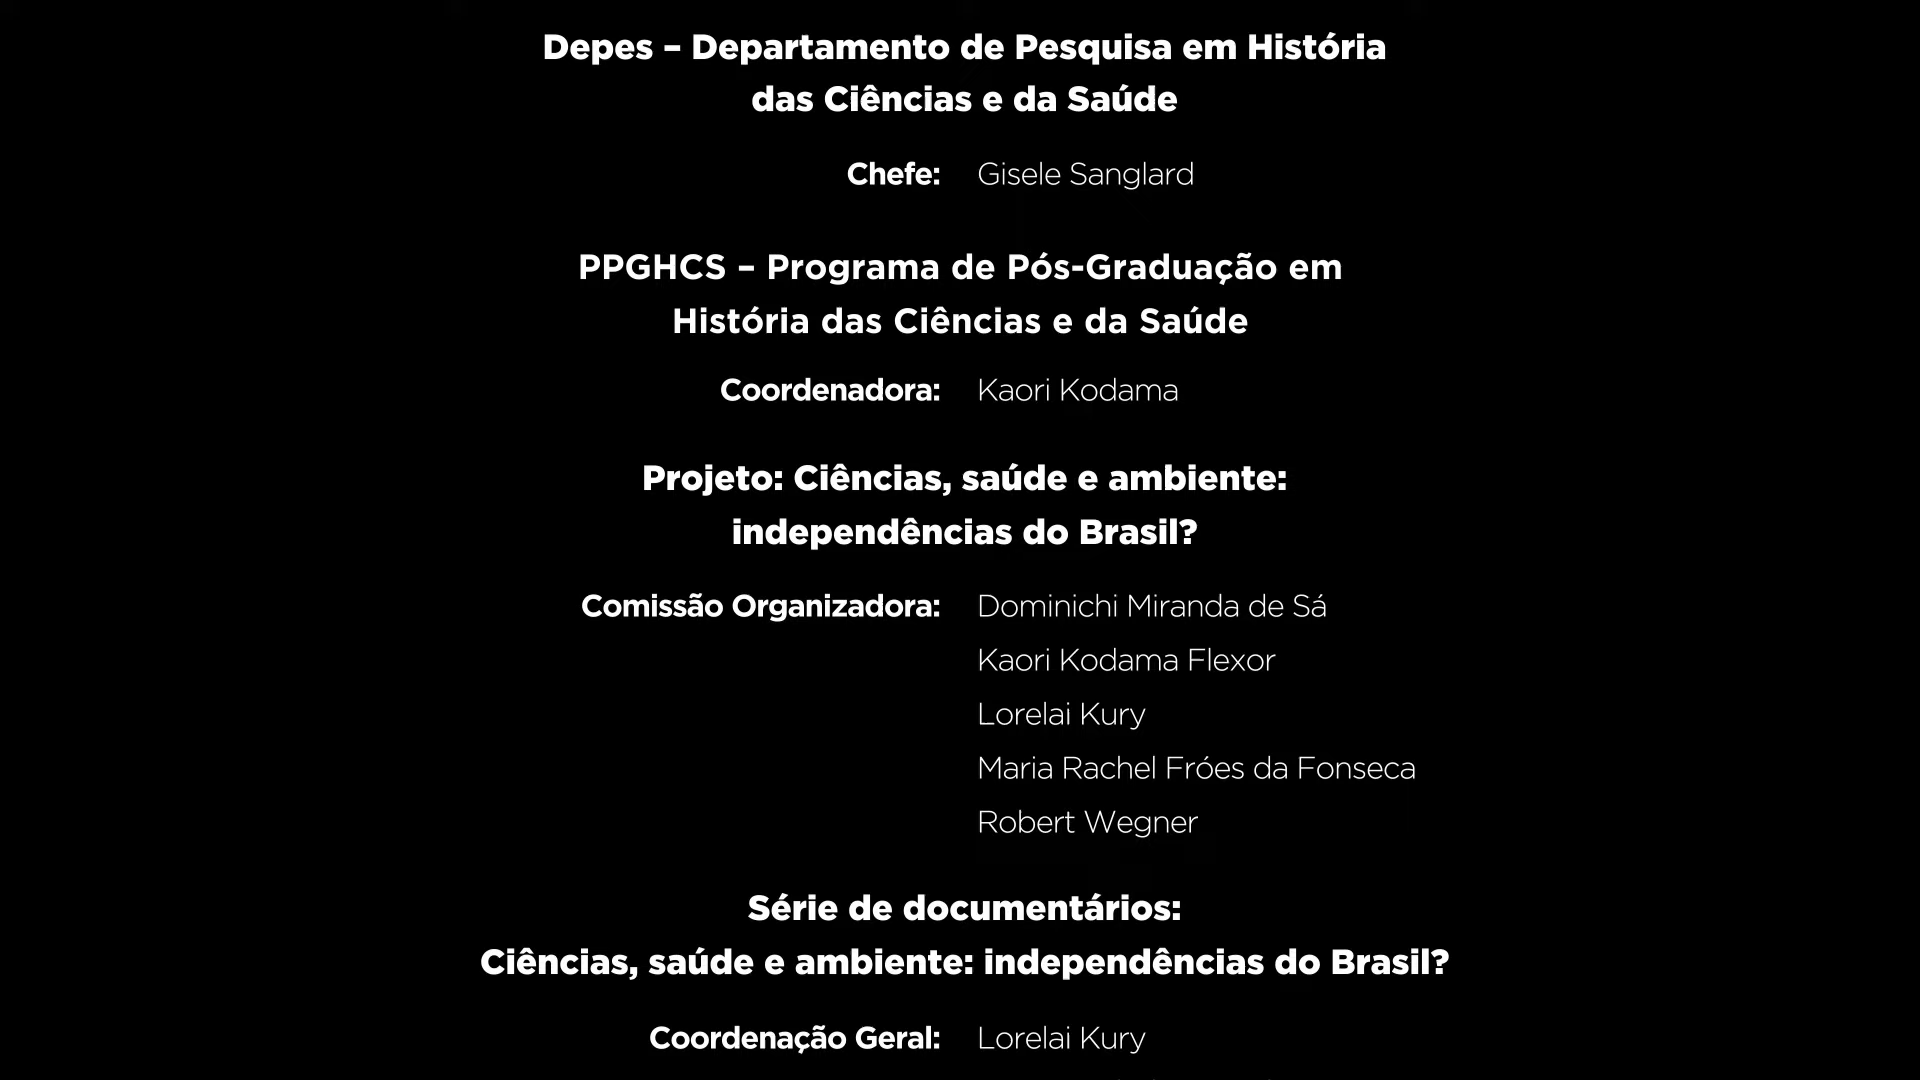 Depes – Departamento de Pesquisa em História
das Ciências e da Saúde
Chefe: Gisele Sanglard
PPGHCS – Programa de Pós-Graduação em
História das Ciências e da Saúde
Coordenadora: Kaori Kodama
Projeto: Ciências, saúde e ambiente:
independências do Brasil?
Comissão Organizadora: Dominichi Miranda de Sá
Kaori Kodama Flexor
Lorelai Kury
Maria Rachel Fróes da Fonseca
Robert Wegner
Série de documentários:
Ciências, saúde e ambiente: independências do Brasil?
Coordenação Geral: Lorelai Kury